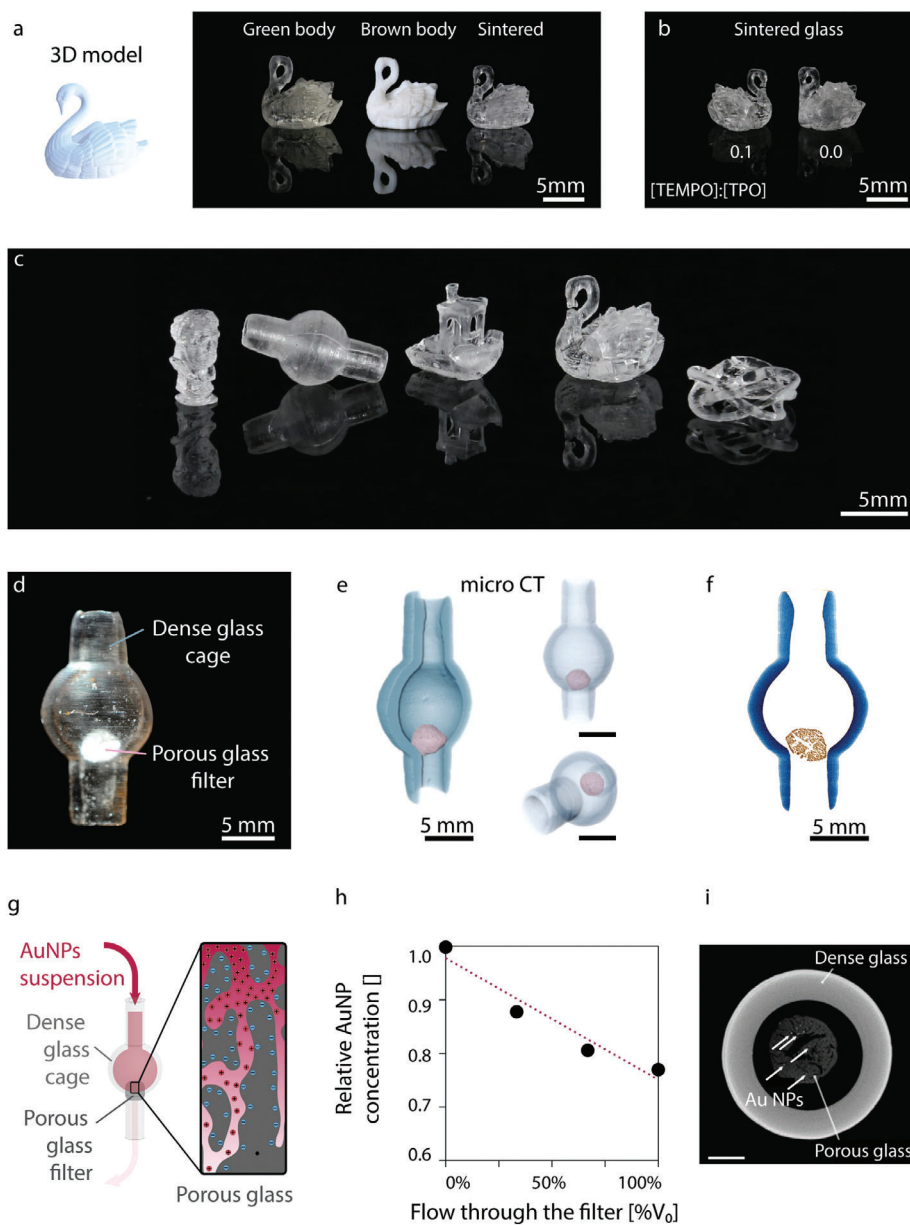 a
3D model
Green body
Brown body
Sintered
5mm
b
Sintered glass
0.1
0.0
[TEMPO]:[TPO]
5mm
c
5mm
d
Dense glass
cage
Porous glass
filter
5 mm
e
micro CT
5 mm
f
5 mm
g
AuNPs
suspension
Dense
glass
cage
Porous
glass
filter
Porous glass
h
Relative AuNP
concentration []
1.0
0.9
0.8
0.7
0.6
0%
50%
100%
Flow through the filter [%V₀]
i
Dense glass
Au NPs
Porous glass